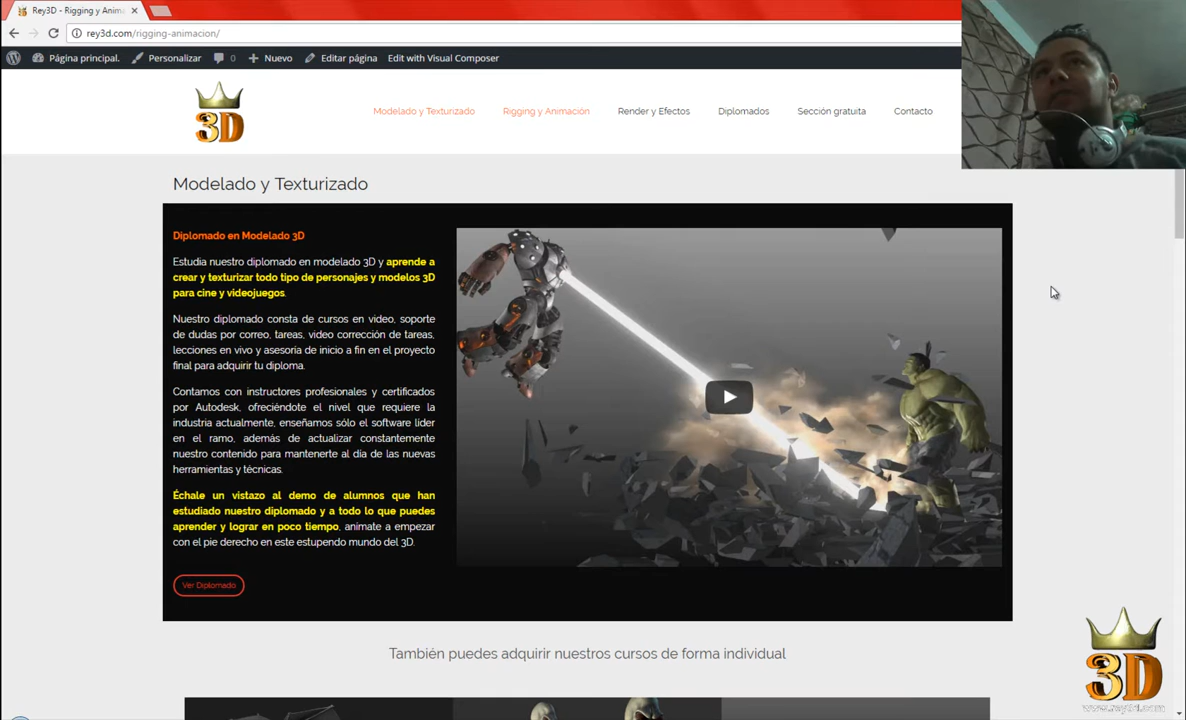 Rey3D - Rigging y Anima
rey3d.com/rigging-animacion/
Página principal. Personalizar 0 Nuevo Editar página Edit with Visual Composer
3D
Modelado y Texturizado Rigging y Animación Render y Efectos Diplomados Sección gratuita Contacto
Modelado y Texturizado
Diplomado en Modelado 3D
Estudia nuestro diplomado en modelado 3D y aprende a
crear y texturizar todo tipo de personajes y modelos 3D
para cine y videojuegos.
Nuestro diplomado consta de cursos en video, soporte
de dudas por correo, tareas, video corrección de tareas,
lecciones en vivo y asesoría de inicio a fin en el proyecto
final para adquirir tu diploma.
Contamos con instructores profesionales y certificados
por Autodesk, ofreciéndote el nivel que requiere la
industria actualmente, enseñamos sólo el software líder
en el ramo, además de actualizar constantemente
nuestro contenido para mantenerte al día de las nuevas
herramientas y técnicas.
Échale un vistazo al demo de alumnos que han
estudiado nuestro diplomado y a todo lo que puedes
aprender y lograr en poco tiempo, anímate a empezar
con el pie derecho en este estupendo mundo del 3D.
Ver Diplomado
También puedes adquirir nuestros cursos de forma individual
3D
www.rey3d.com